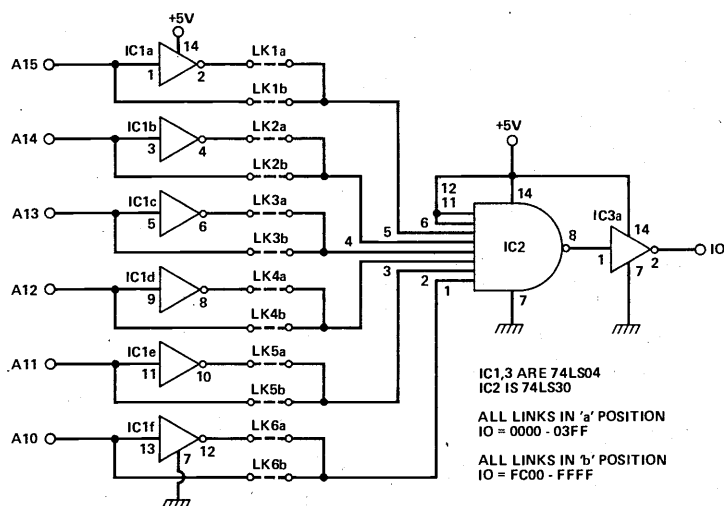 +5V
IC1a
14
LK1a
A15
1
2
LK1b
IC1b
LK2a
A14
3
4
+5V
LK2b
12
14
11
IC1c
LK3a
6
IC3a
A13
8
14
5
6
5
IC2
IO
LK3b
4
1
2
IC1d
LK4a
3
7
A12
9
8
2
7
LK4b
1
IC1e
LK5a
A11
11
10
LK5b
IC1,3 ARE 74LS04
IC2 IS 74LS30
IC1f
LK6a
ALL LINKS IN 'a' POSITION
A10
13
7
12
IO = 0000 - 03FF
LK6b
ALL LINKS IN 'b' POSITION
IO = FC00 - FFFF